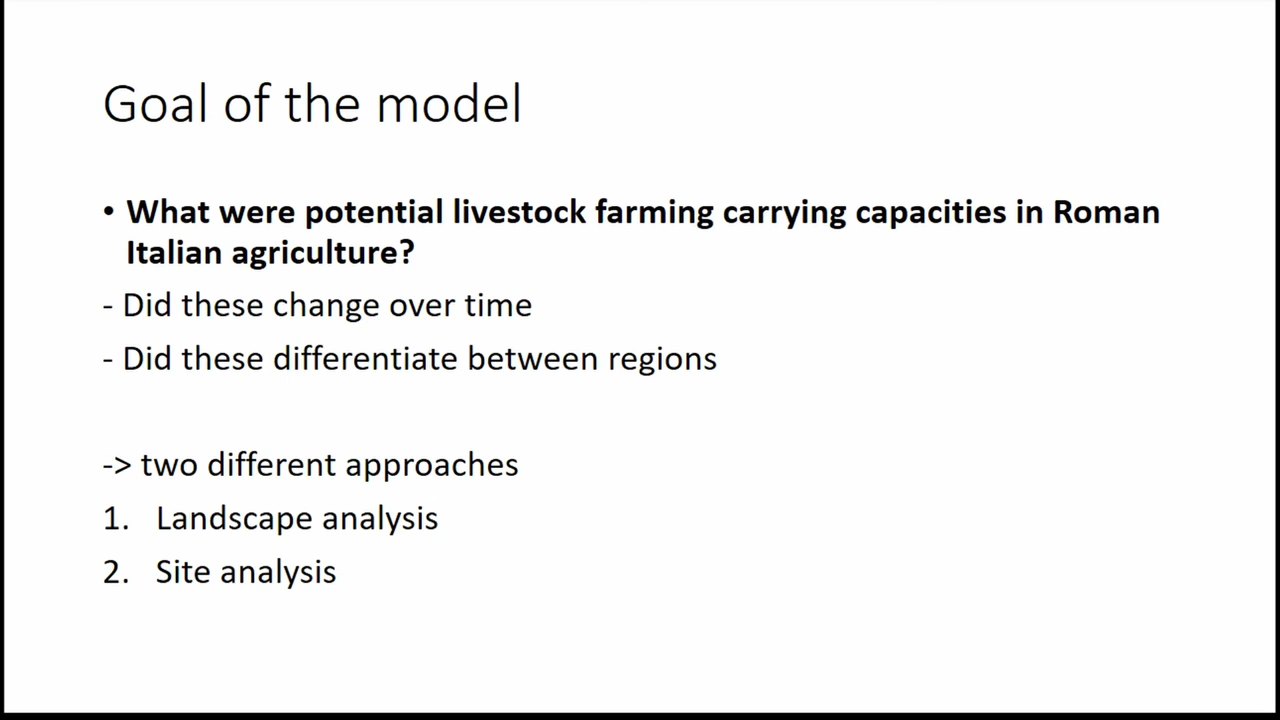 Goal of the model
• What were potential livestock farming carrying capacities in Roman
Italian agriculture?
- Did these change over time
- Did these differentiate between regions
-> two different approaches
1. Landscape analysis
2. Site analysis